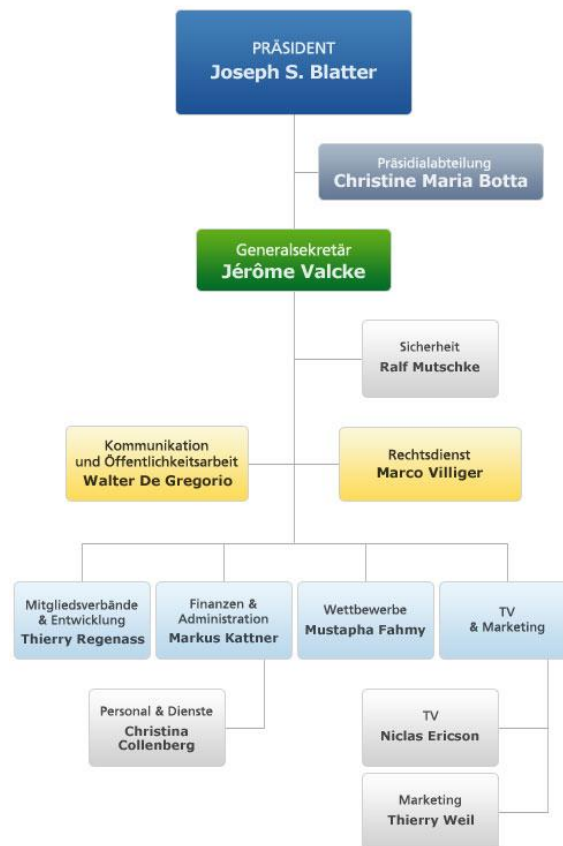 PRÄSIDENT
Joseph S. Blatter
Präsidialabteilung
Christine Maria Botta
Generalsekretär
Jérôme Valcke
Sicherheit
Ralf Mutschke
Kommunikation
und Öffentlichkeitsarbeit
Walter De Gregorio
Rechtsdienst
Marco Villiger
Mitgliedsverbände
& Entwicklung
Thierry Regenass
Finanzen &
Administration
Markus Kattner
Wettbewerbe
Mustapha Fahmy
TV
& Marketing
Personal & Dienste
Christina
Collenberg
TV
Niclas Ericson
Marketing
Thierry Weil